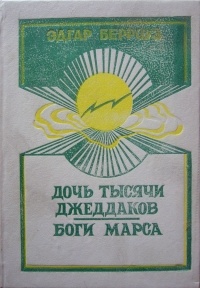 ЭДГАР БЕРРОУЗ
ДОЧЬ ТЫСЯЧИ
ДЖЕДДАКОВ
БОГИ МАРСА